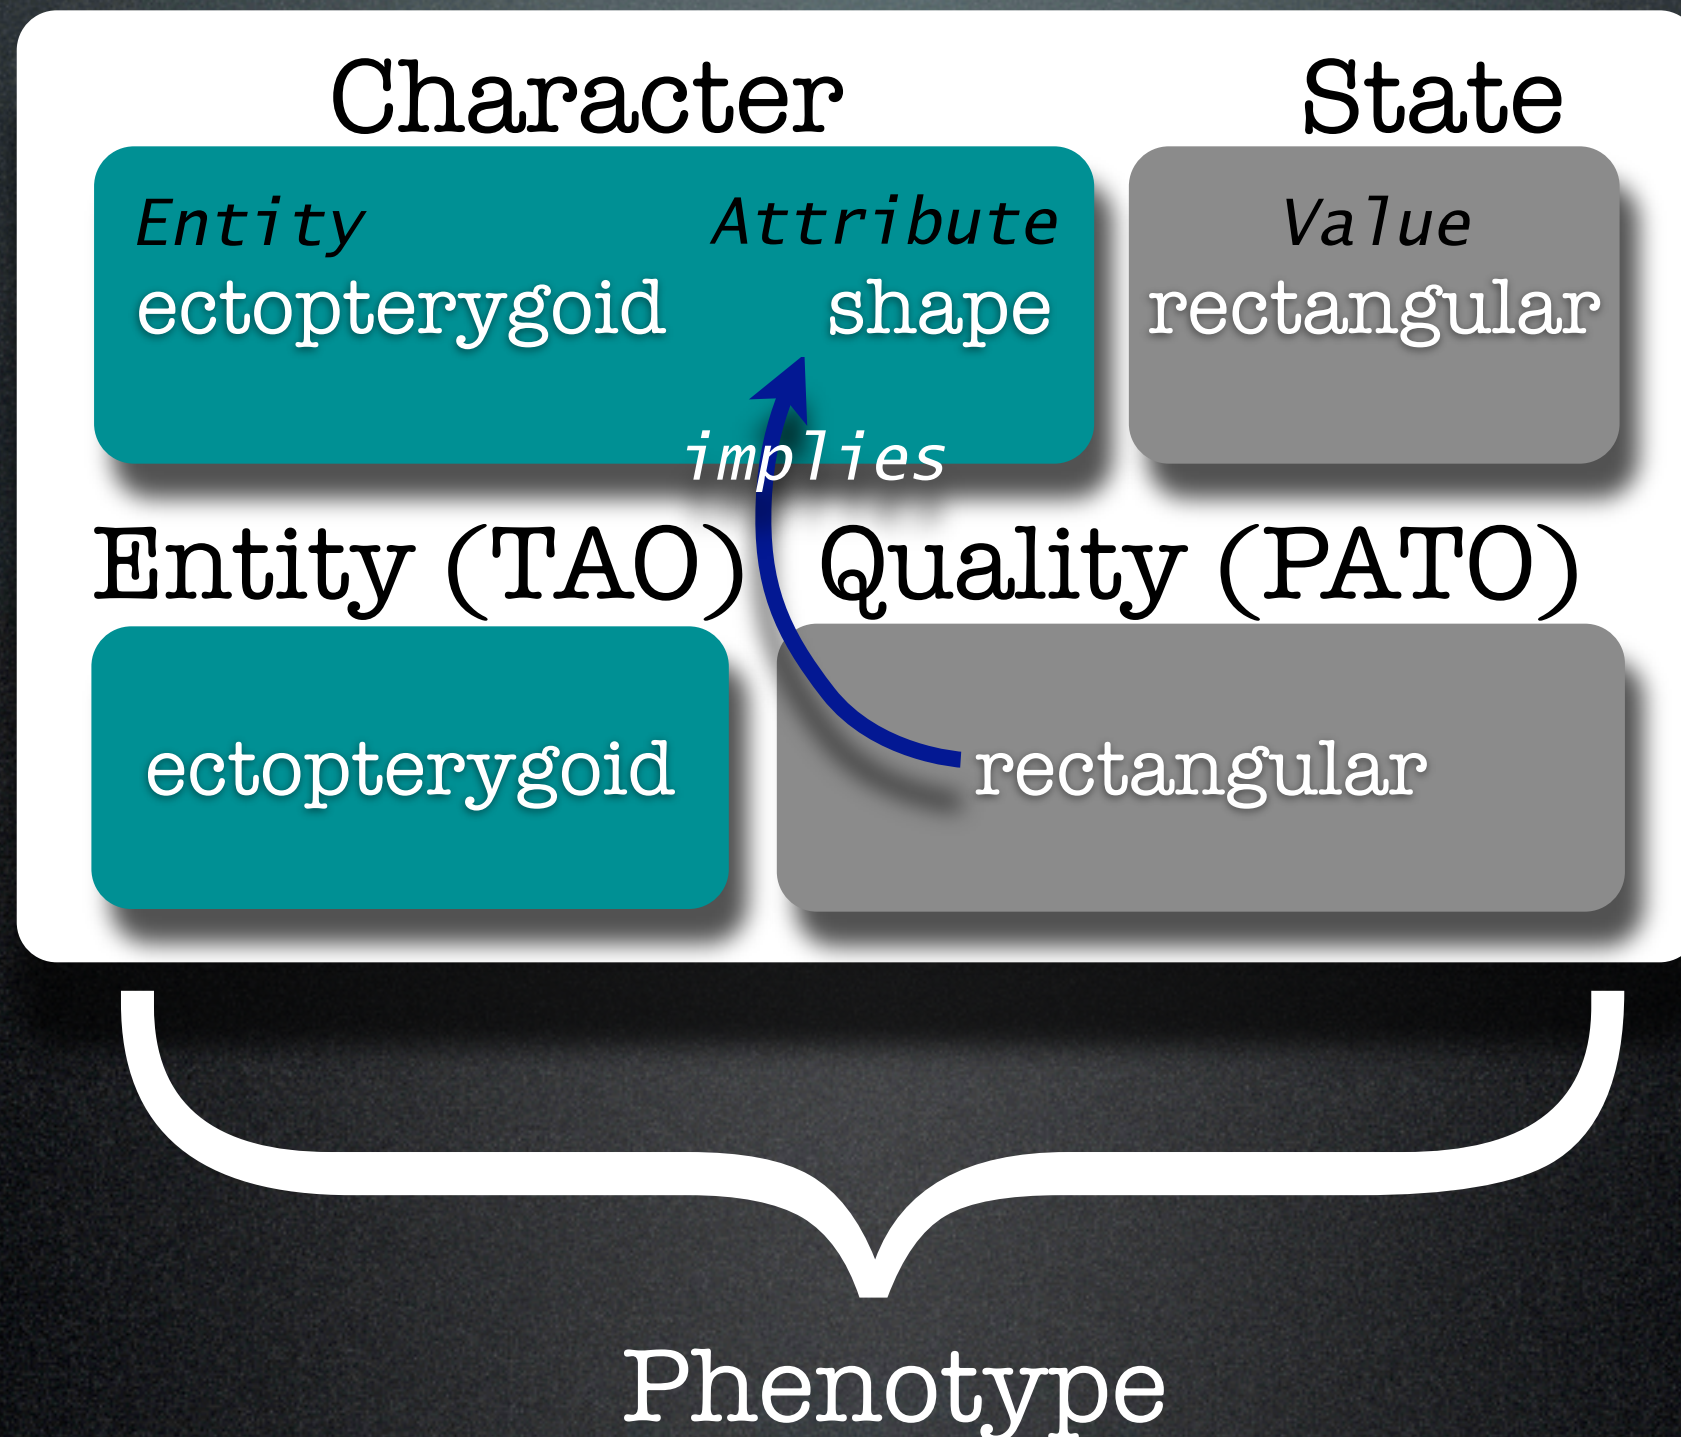 Character State
Entity Attribute Value
ectopterygoid shape rectangular
implies
Entity (TAO) Quality (PATO)
ectopterygoid rectangular
Phenotype